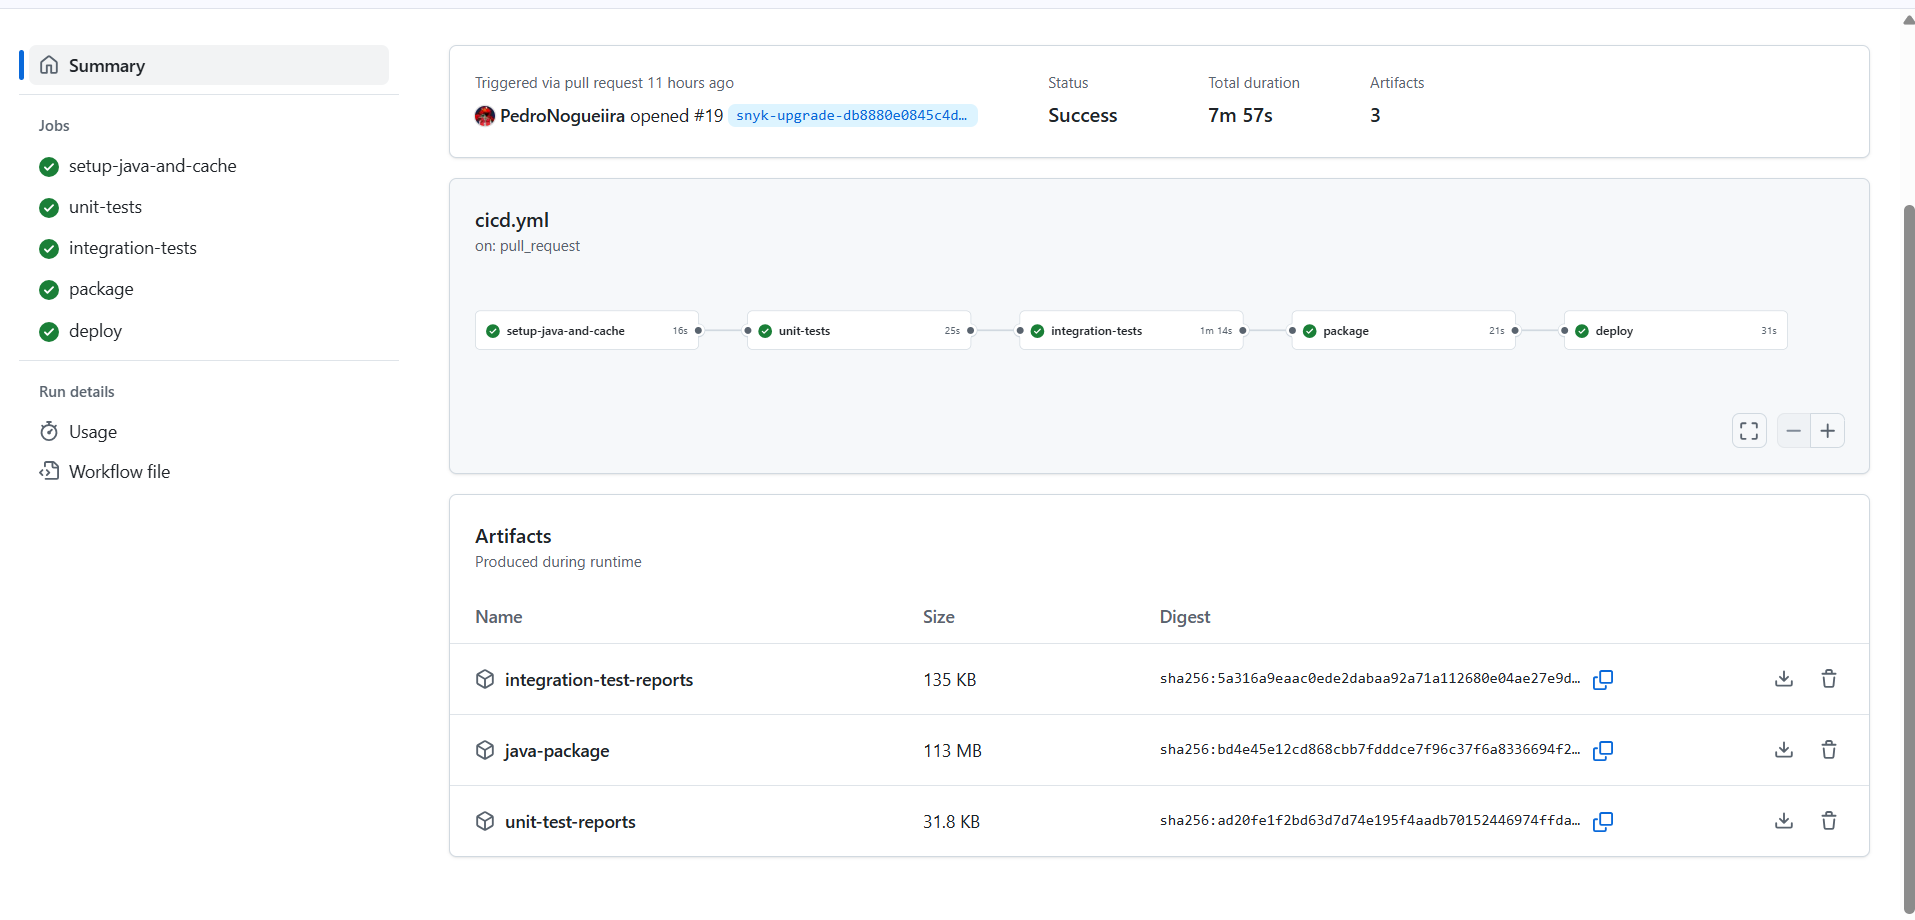 Summary
Jobs
setup-java-and-cache
unit-tests
integration-tests
package
deploy
Run details
Usage
Workflow file
Triggered via pull request 11 hours ago
PedroNogueiira opened #19 snyk-upgrade-db8880e0845c4d…
Status
Success
Total duration
7m 57s
Artifacts
3
cicd.yml
on: pull_request
setup-java-and-cache 16s
unit-tests 25s
integration-tests 1m 14s
package 21s
deploy 31s
Artifacts
Produced during runtime
Name Size Digest
integration-test-reports 135 KB sha256:5a316a9eaac0ede2dabaa92a71a112680e04ae27e9d…
java-package 113 MB sha256:bd4e45e12cd868cbb7fdddce7f96c37f6a8336694f2…
unit-test-reports 31.8 KB sha256:ad20fe1f2bd63d7d74e195f4aadb70152446974ffda…